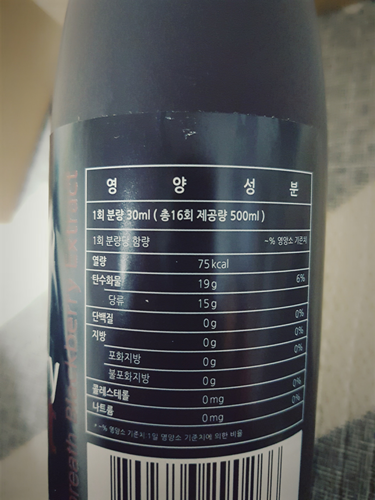 영 양 성 분
1회 분량 30ml ( 총16회 제공량 500ml )
1회 분량당 함량 ~% 영양소 기준치
열량 75kcal
탄수화물 19g 6%
당류 15g
단백질 0g 0%
지방 0g 0%
포화지방 0g 0%
불포화지방 0g
콜레스테롤 0mg 0%
나트륨 0mg 0%
* ~% 영양소 기준치 1일 영양소 기준치에 의한 비율
Extract